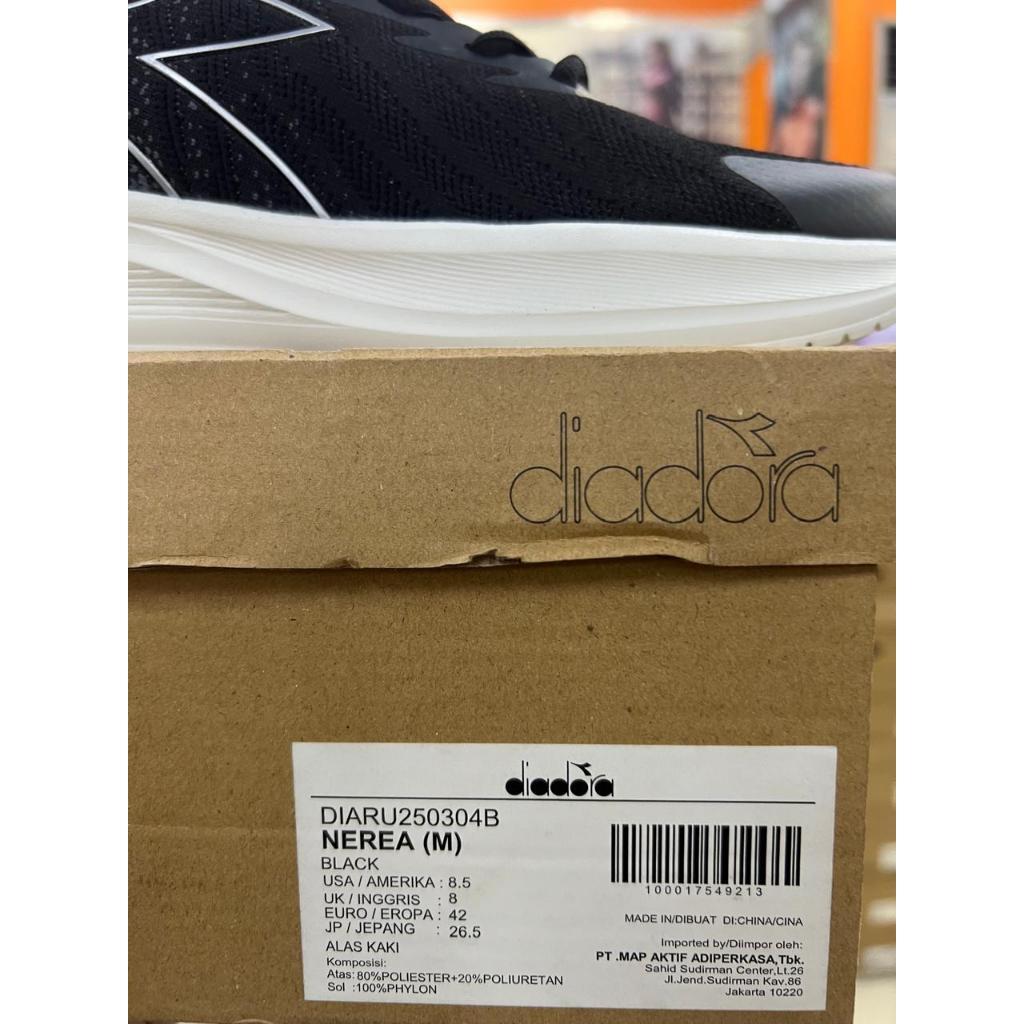 diadora
diadora
DIARU250304B
NEREA (M)
BLACK
USA / AMERIKA : 8.5
UK / INGGRIS : 8
EURO / EROPA : 42
JP / JEPANG : 26.5
ALAS KAKI
Komposisi:
Atas: 80%POLIESTER+20%POLIURETAN
Sol :100%PHYLON
100017549213
MADE IN/DIBUAT DI:CHINA/CINA
Imported by/Diimpor oleh:
PT .MAP AKTIF ADIPERKASA,Tbk.
Sahid Sudirman Center,Lt.26
Jl.Jend.Sudirman Kav.86
Jakarta 10220